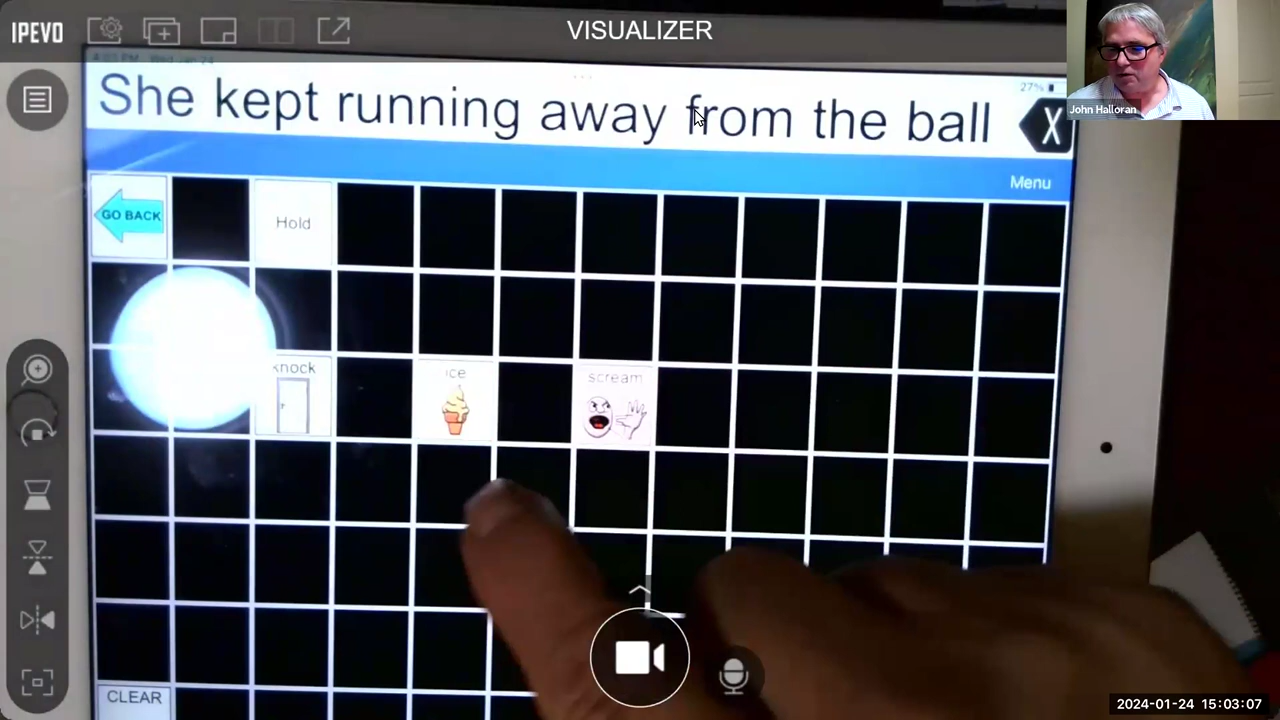 IPEVO
VISUALIZER
27%
She kept running away from the ball
X
John Halloran
Menu
GO BACK
Hold
knock
ice
scream
CLEAR
2024-01-24 15:03:07